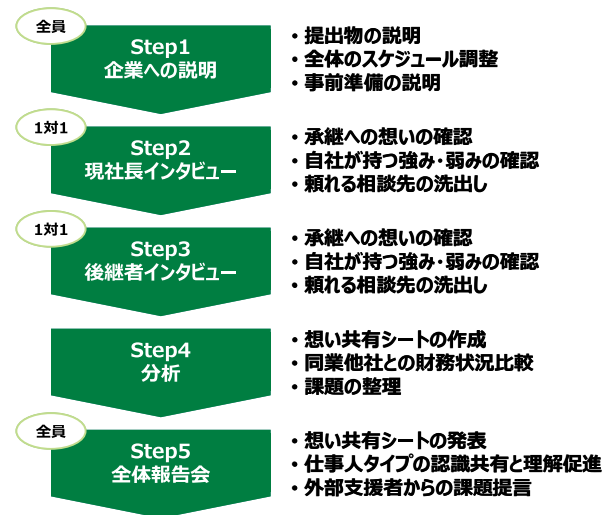 全員
Step1
企業への説明
・提出物の説明
・全体のスケジュール調整
・事前準備の説明
1対1
Step2
現社長インタビュー
・承継への想いの確認
・自社が持つ強み・弱みの確認
・頼れる相談先の洗出し
1対1
Step3
後継者インタビュー
・承継への想いの確認
・自社が持つ強み・弱みの確認
・頼れる相談先の洗出し
Step4
分析
・想い共有シートの作成
・同業他社との財務状況比較
・課題の整理
全員
Step5
全体報告会
・想い共有シートの発表
・仕事人タイプの認識共有と理解促進
・外部支援者からの課題提言